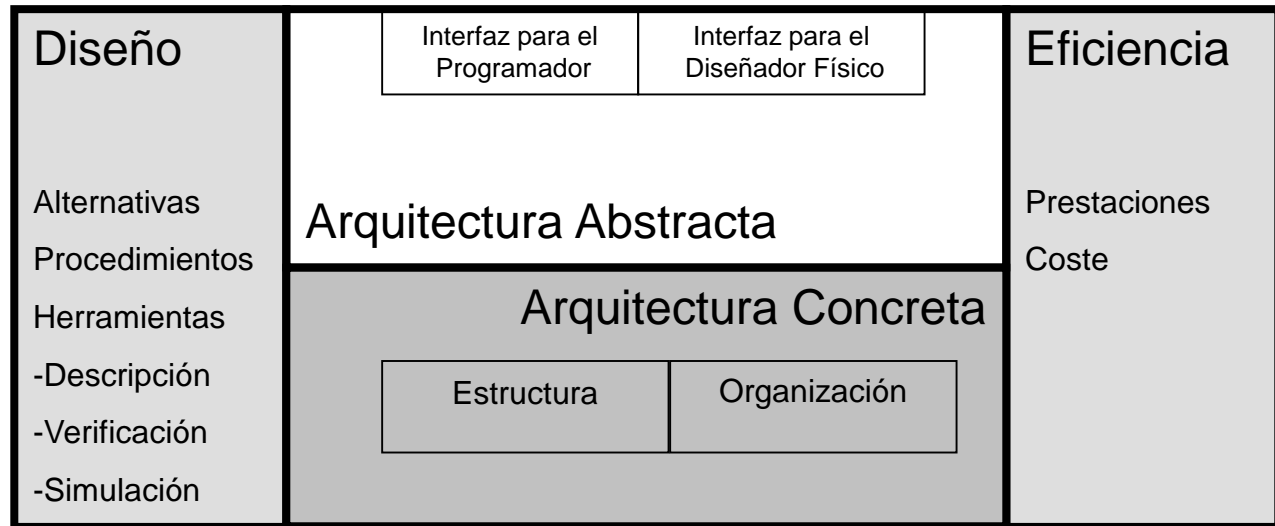 Diseño
Alternativas
Procedimientos
Herramientas
-Descripción
-Verificación
-Simulación
Interfaz para el
Programador
Interfaz para el
Diseñador Físico
Arquitectura Abstracta
Arquitectura Concreta
Estructura
Organización
Eficiencia
Prestaciones
Coste